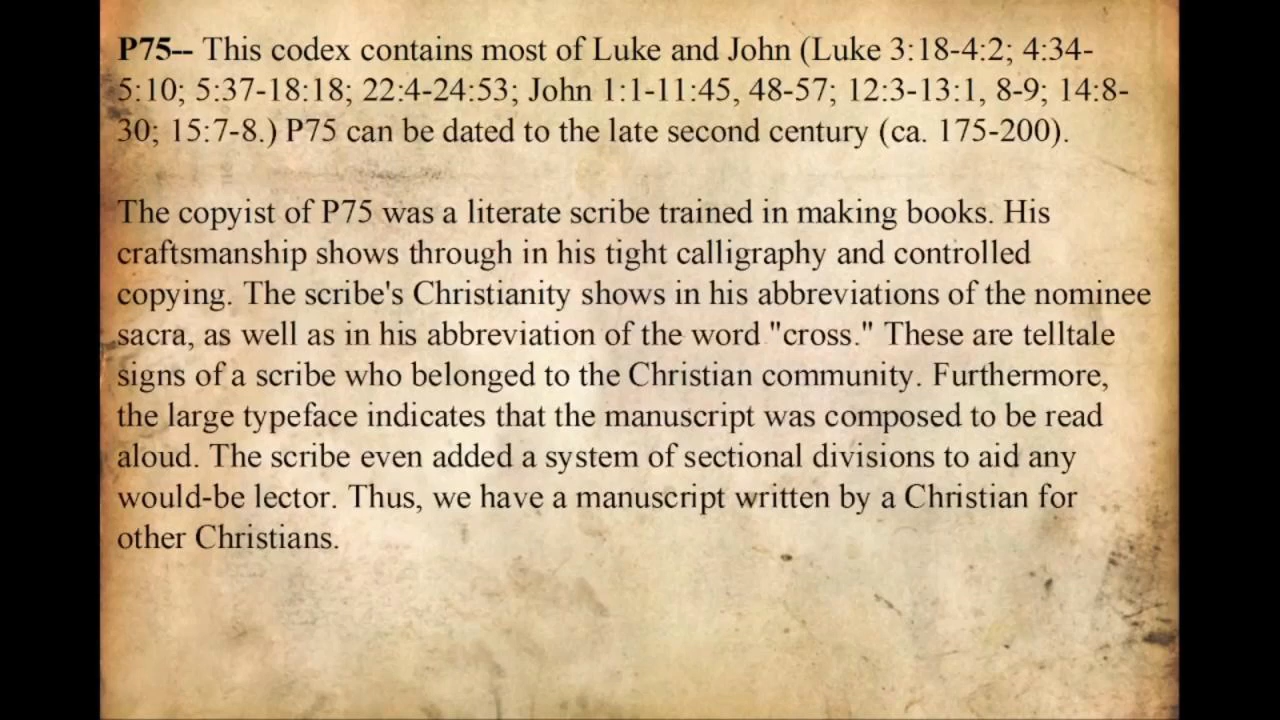 P75-- This codex contains most of Luke and John (Luke 3:18-4:2; 4:34-
5:10; 5:37-18:18; 22:4-24:53; John 1:1-11:45, 48-57; 12:3-13:1, 8-9; 14:8-
30; 15:7-8.) P75 can be dated to the late second century (ca. 175-200).
The copyist of P75 was a literate scribe trained in making books. His
craftsmanship shows through in his tight calligraphy and controlled
copying. The scribe's Christianity shows in his abbreviations of the nominee
sacra, as well as in his abbreviation of the word "cross." These are telltale
signs of a scribe who belonged to the Christian community. Furthermore,
the large typeface indicates that the manuscript was composed to be read
aloud. The scribe even added a system of sectional divisions to aid any
would-be lector. Thus, we have a manuscript written by a Christian for
other Christians.